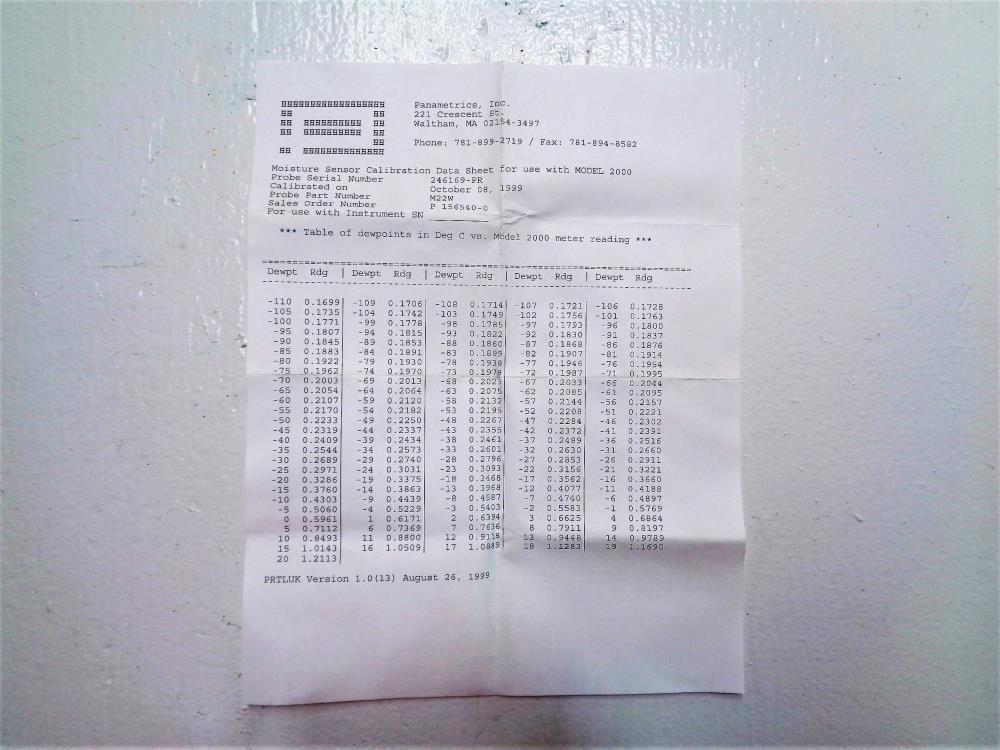 Panametrics, Inc.
221 Crescent St.
Waltham, MA 02154-3497
Phone: 781-899-2719 / Fax: 781-894-8582
Moisture Sensor Calibration Data Sheet for use with MODEL 2000
Probe Serial Number 246169-PR
Calibrated on October 08, 1999
Probe Part Number M22W
Sales Order Number P 156540-0
For use with Instrument SN
*** Table of dewpoints in Deg C vs. Model 2000 meter reading ***
Dewpt Rdg | Dewpt Rdg | Dewpt Rdg | Dewpt Rdg | Dewpt Rdg
-110 0.1699 -109 0.1706 -108 0.1714 -107 0.1721 -106 0.1728
-105 0.1735 -104 0.1742 -103 0.1749 -102 0.1756 -101 0.1763
-100 0.1771 -99 0.1778 -98 0.1785 -97 0.1793 -96 0.1800
-95 0.1807 -94 0.1815 -93 0.1822 -92 0.1830 -91 0.1837
-90 0.1845 -89 0.1853 -88 0.1860 -87 0.1868 -86 0.1876
-85 0.1883 -84 0.1891 -83 0.1899 -82 0.1907 -81 0.1914
-80 0.1922 -79 0.1930 -78 0.1938 -77 0.1946 -76 0.1954
-75 0.1962 -74 0.1970 -73 0.1978 -72 0.1987 -71 0.1995
-70 0.2003 -69 0.2013 -68 0.2023 -67 0.2033 -66 0.2044
-65 0.2054 -64 0.2064 -63 0.2075 -62 0.2085 -61 0.2095
-60 0.2107 -59 0.2120 -58 0.2132 -57 0.2144 -56 0.2157
-55 0.2170 -54 0.2182 -53 0.2195 -52 0.2208 -51 0.2221
-50 0.2233 -49 0.2250 -48 0.2267 -47 0.2284 -46 0.2302
-45 0.2319 -44 0.2337 -43 0.2355 -42 0.2372 -41 0.2391
-40 0.2409 -39 0.2434 -38 0.2461 -37 0.2489 -36 0.2516
-35 0.2544 -34 0.2573 -33 0.2601 -32 0.2630 -31 0.2660
-30 0.2689 -29 0.2740 -28 0.2796 -27 0.2853 -26 0.2911
-25 0.2971 -24 0.3031 -23 0.3093 -22 0.3156 -21 0.3221
-20 0.3286 -19 0.3375 -18 0.3468 -17 0.3562 -16 0.3660
-15 0.3760 -14 0.3863 -13 0.3968 -12 0.4077 -11 0.4188
-10 0.4303 -9 0.4439 -8 0.4587 -7 0.4740 -6 0.4897
-5 0.5060 -4 0.5229 -3 0.5403 -2 0.5583 -1 0.5769
0 0.5961 1 0.6171 2 0.6394 3 0.6625 4 0.6864
5 0.7112 6 0.7369 7 0.7636 8 0.7911 9 0.8197
10 0.8493 11 0.8800 12 0.9118 13 0.9448 14 0.9789
15 1.0143 16 1.0509 17 1.0889 18 1.1283 19 1.1690
20 1.2113
PRTLUK Version 1.0(13) August 26, 1999